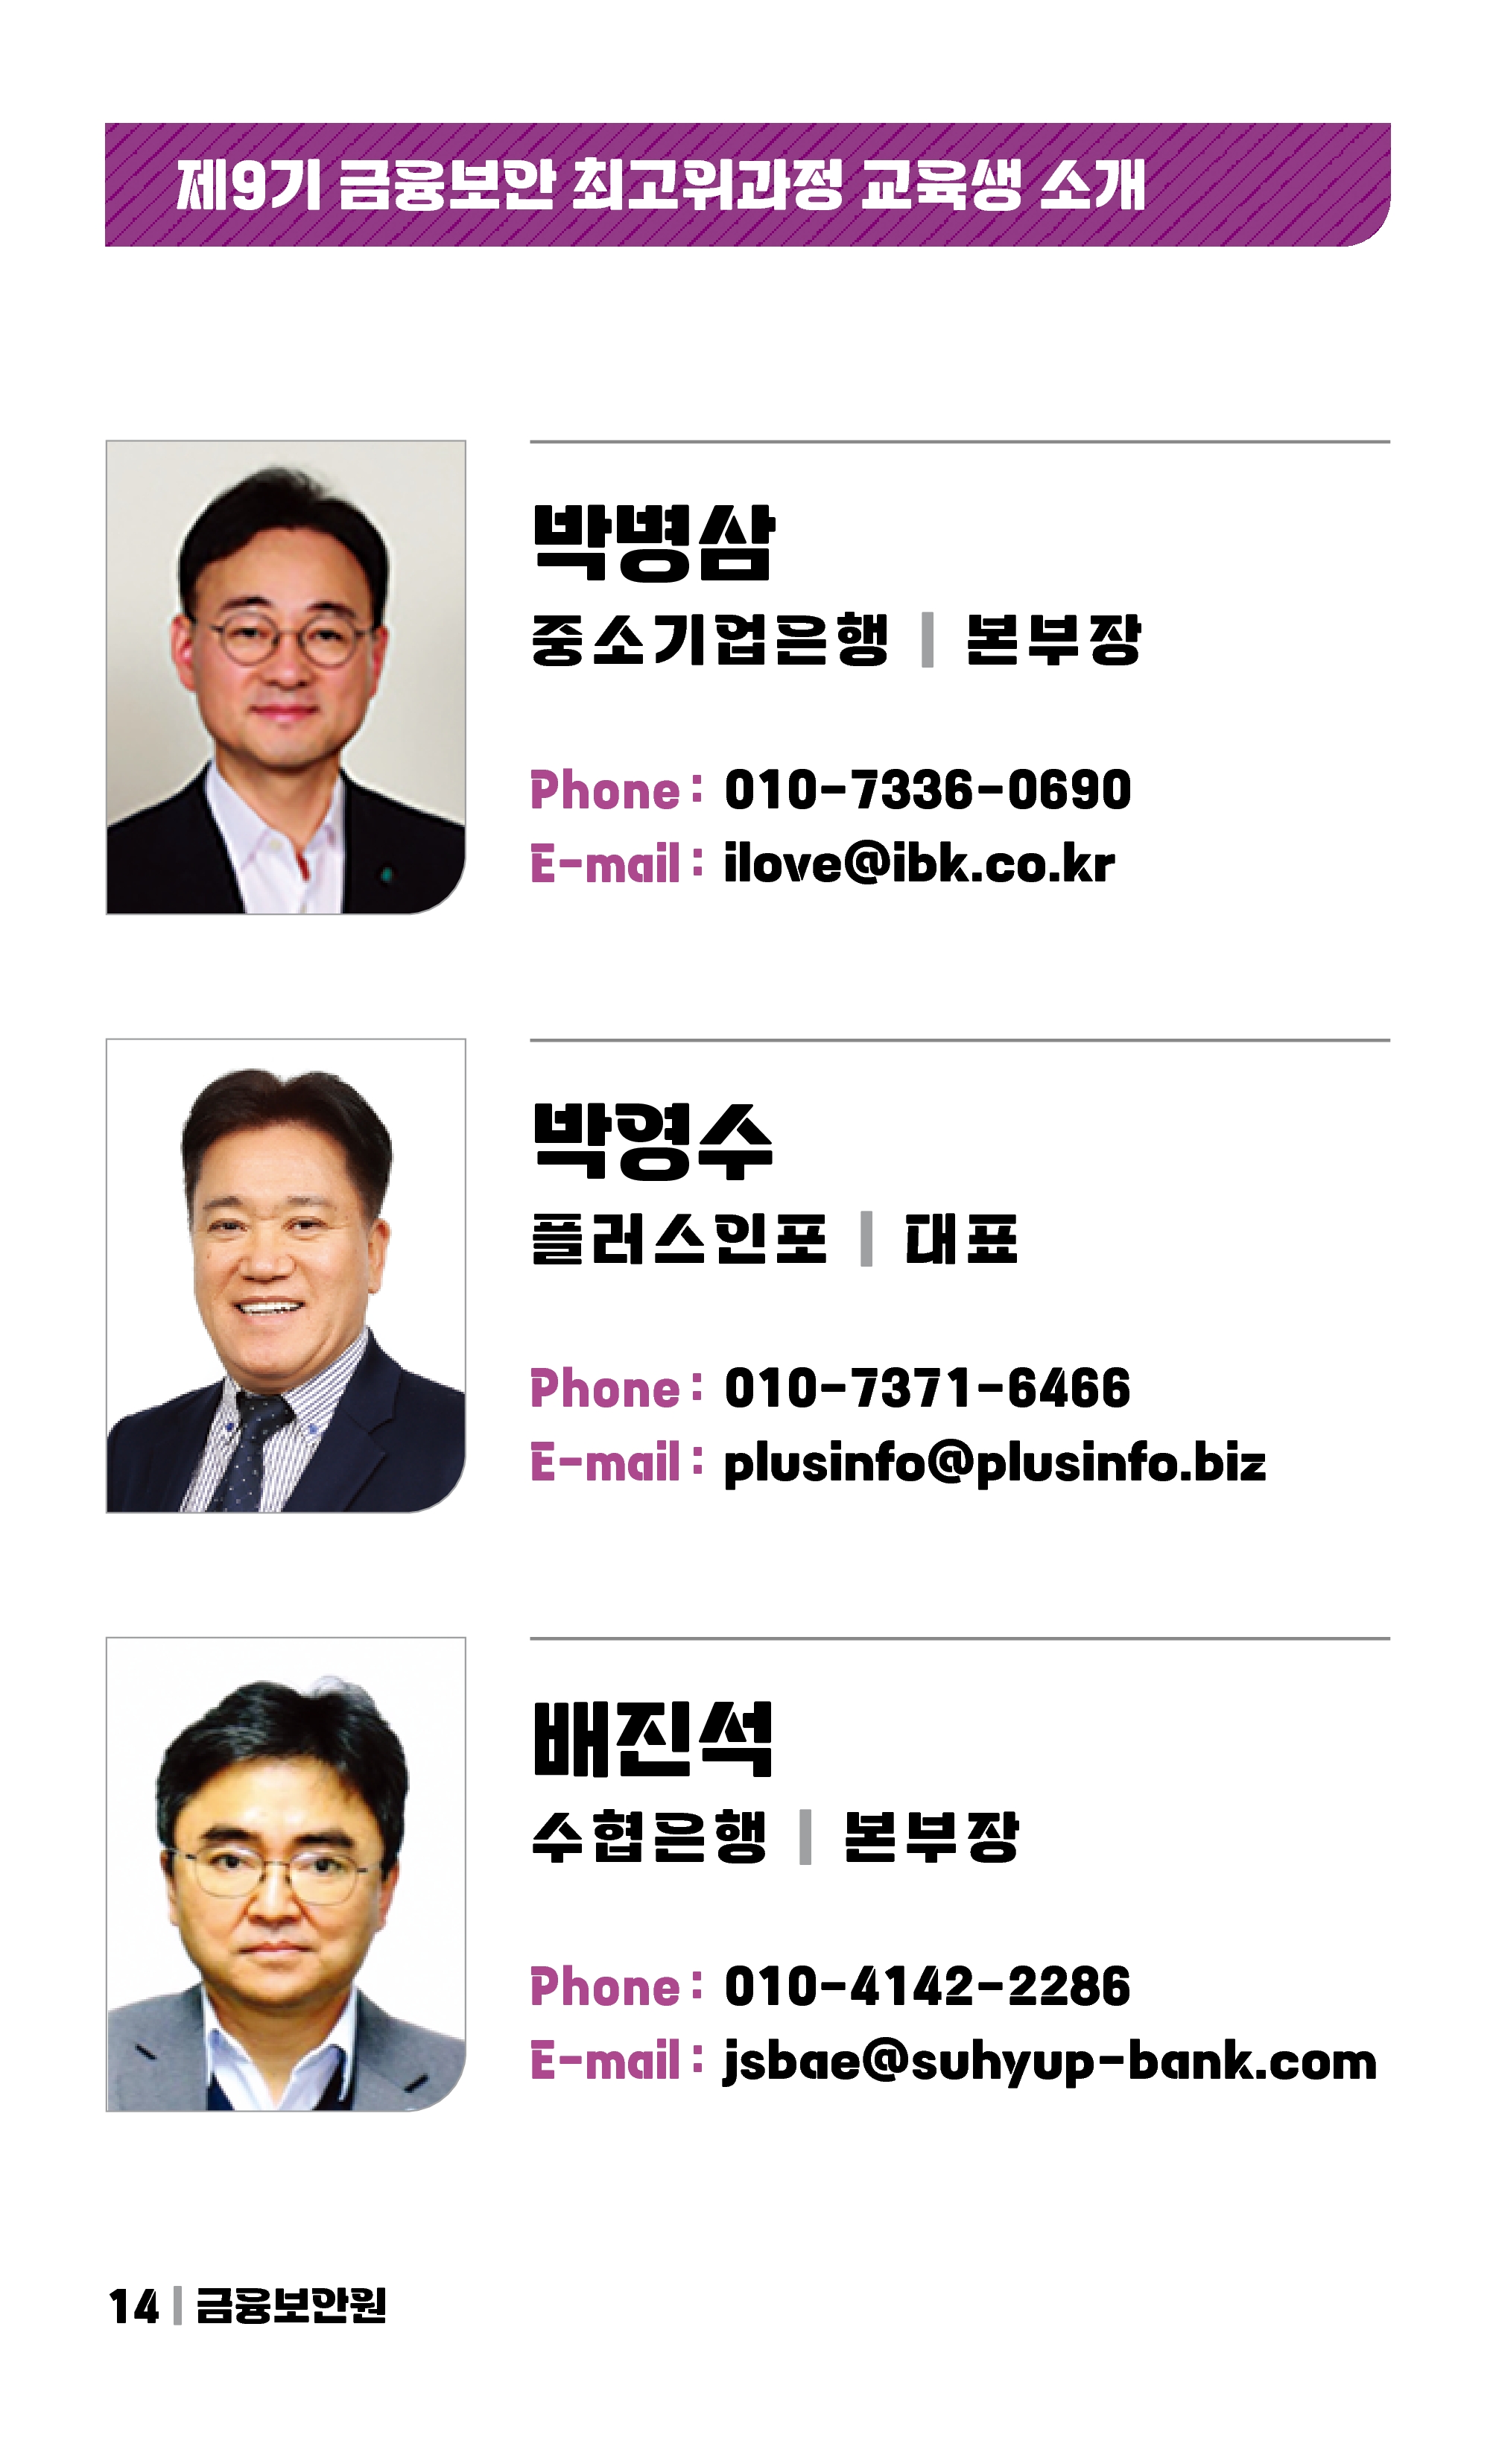 제9기 금융보안 최고위과정 교육생 소개
박병삼
중소기업은행 | 본부장
Phone : 010-7336-0690
E-mail : ilove@ibk.co.kr
박영수
플러스인포 | 대표
Phone : 010-7371-6466
E-mail : plusinfo@plusinfo.biz
배진석
수협은행 | 본부장
Phone : 010-4142-2286
E-mail : jsbae@suhyup-bank.com
14 | 금융보안원